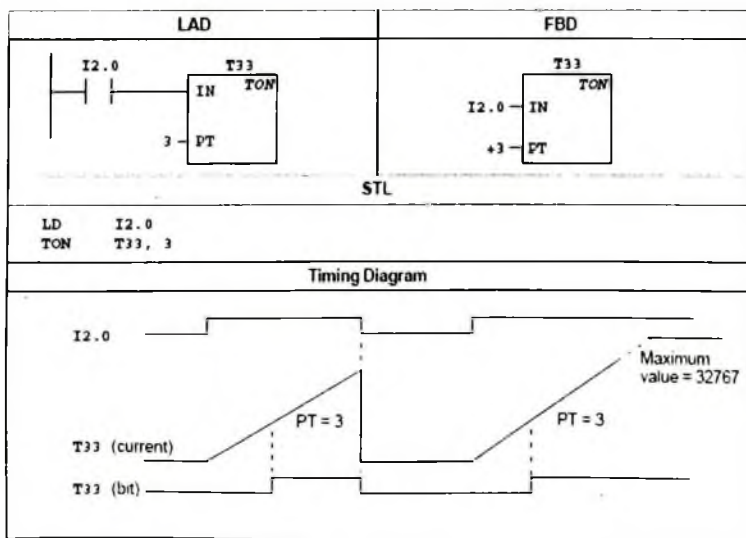 LAD
FBD
I2.0
T33
TON
IN
3
PT
T33
TON
I2.0
IN
+3
PT
STL
LD I2.0
TON T33, 3
Timing Diagram
I2.0
Maximum
value = 32767
PT = 3
PT = 3
T33 (current)
T33 (bit)